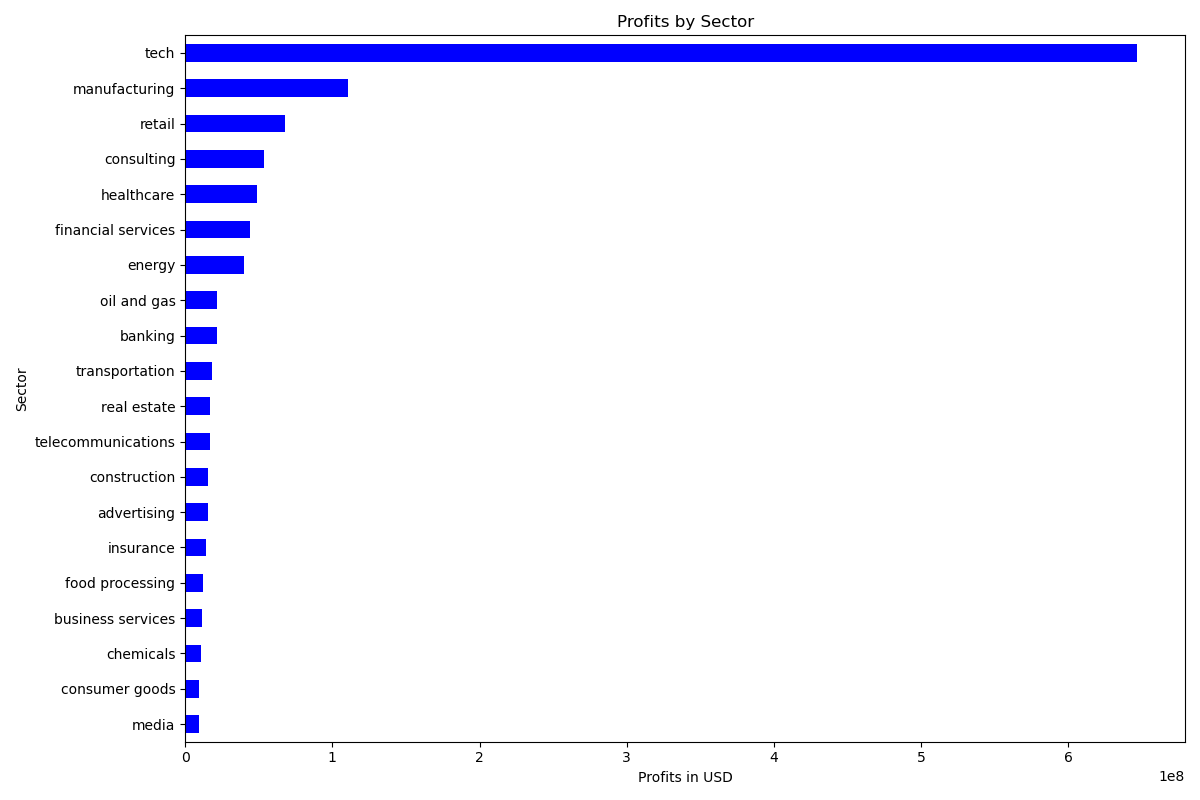 Profits by Sector
tech
manufacturing
retail
consulting
healthcare
financial services
energy
oil and gas
banking
transportation
real estate
telecommunications
construction
advertising
insurance
food processing
business services
chemicals
consumer goods
media
Sector
0 1 2 3 4 5 6
1e8
Profits in USD